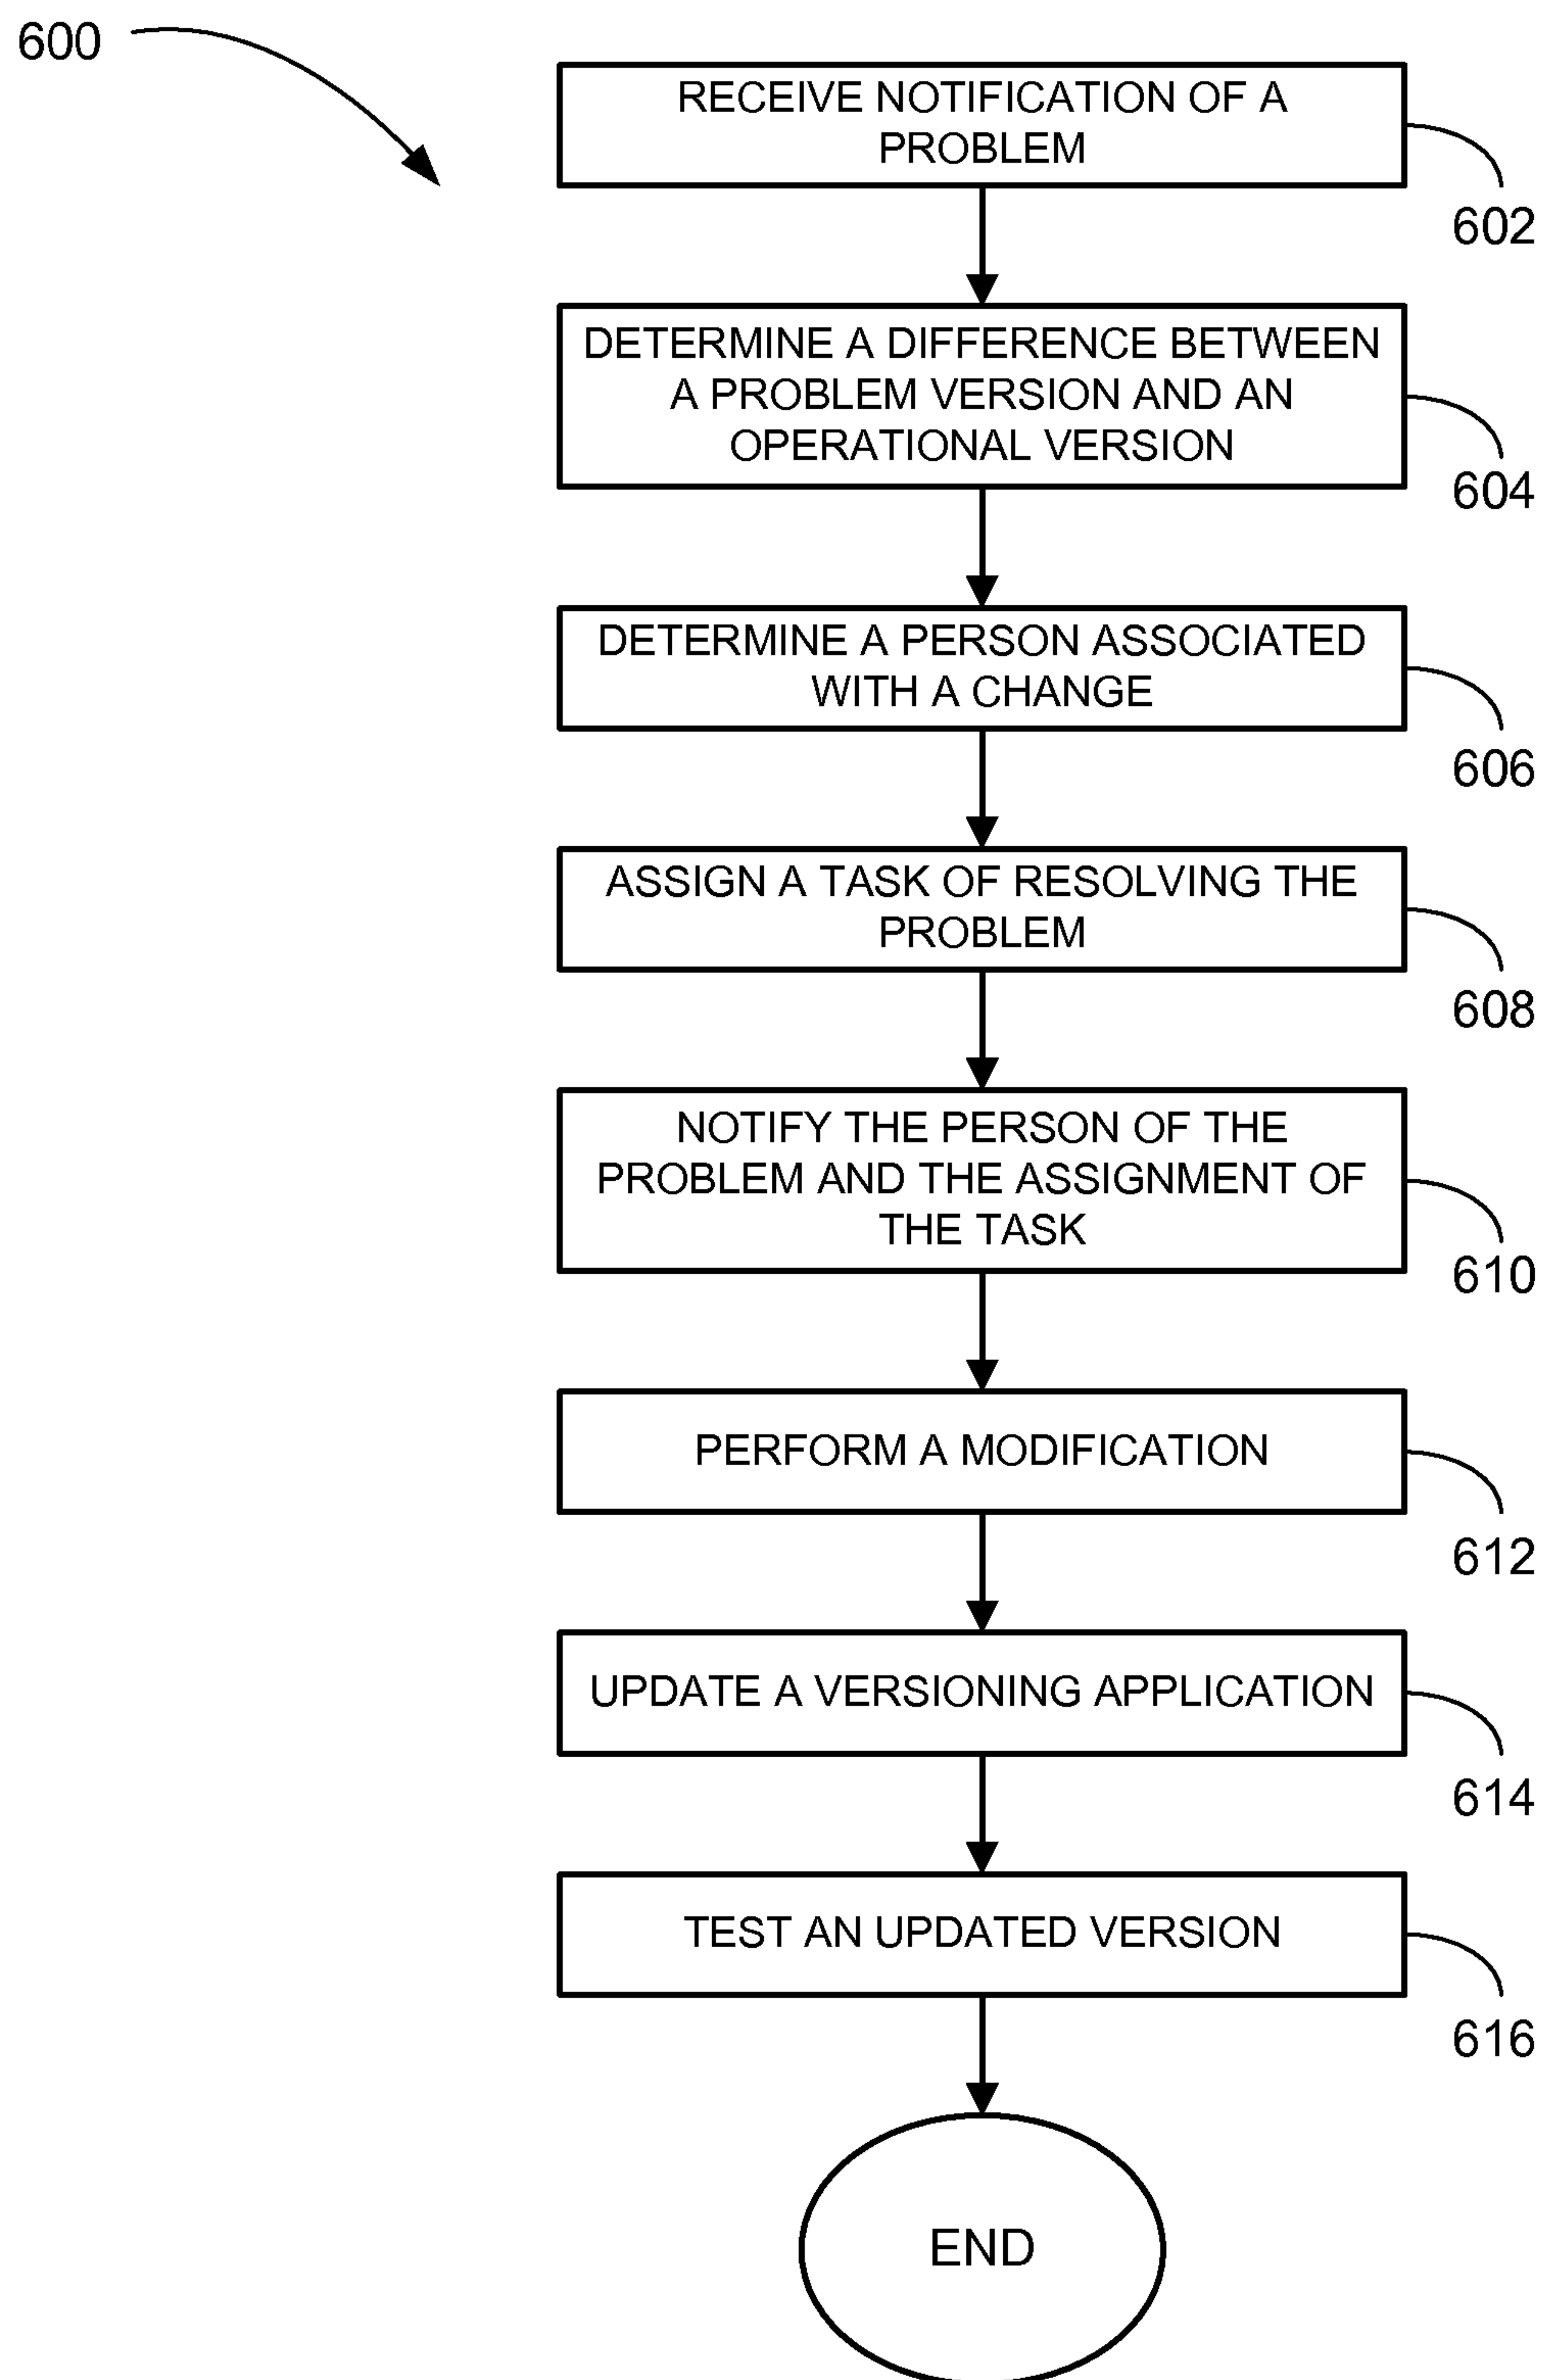 600
RECEIVE NOTIFICATION OF A
PROBLEM
602
DETERMINE A DIFFERENCE BETWEEN
A PROBLEM VERSION AND AN
OPERATIONAL VERSION
604
DETERMINE A PERSON ASSOCIATED
WITH A CHANGE
606
ASSIGN A TASK OF RESOLVING THE
PROBLEM
608
NOTIFY THE PERSON OF THE
PROBLEM AND THE ASSIGNMENT OF
THE TASK
610
PERFORM A MODIFICATION
612
UPDATE A VERSIONING APPLICATION
614
TEST AN UPDATED VERSION
616
END